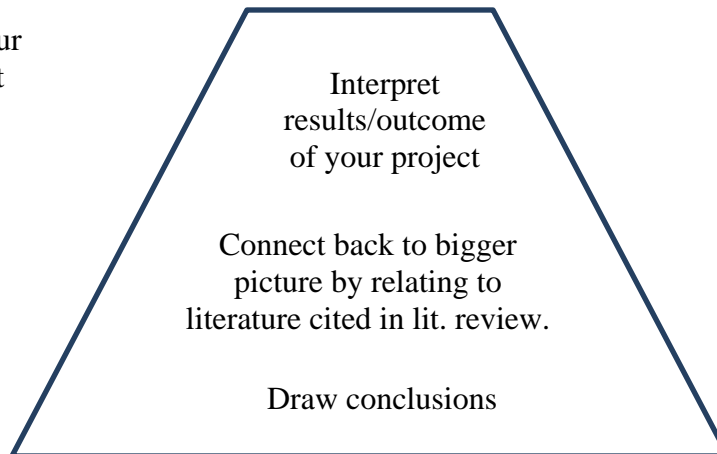 Interpret
results/outcome
of your project
Connect back to bigger
picture by relating to
literature cited in lit. review.
Draw conclusions